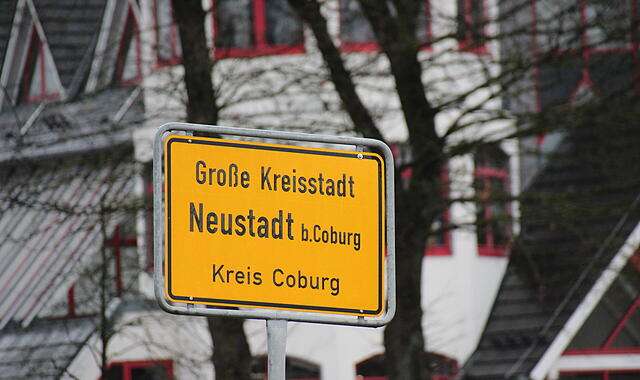 Große Kreisstadt
Neustadt b.Coburg
Kreis Coburg